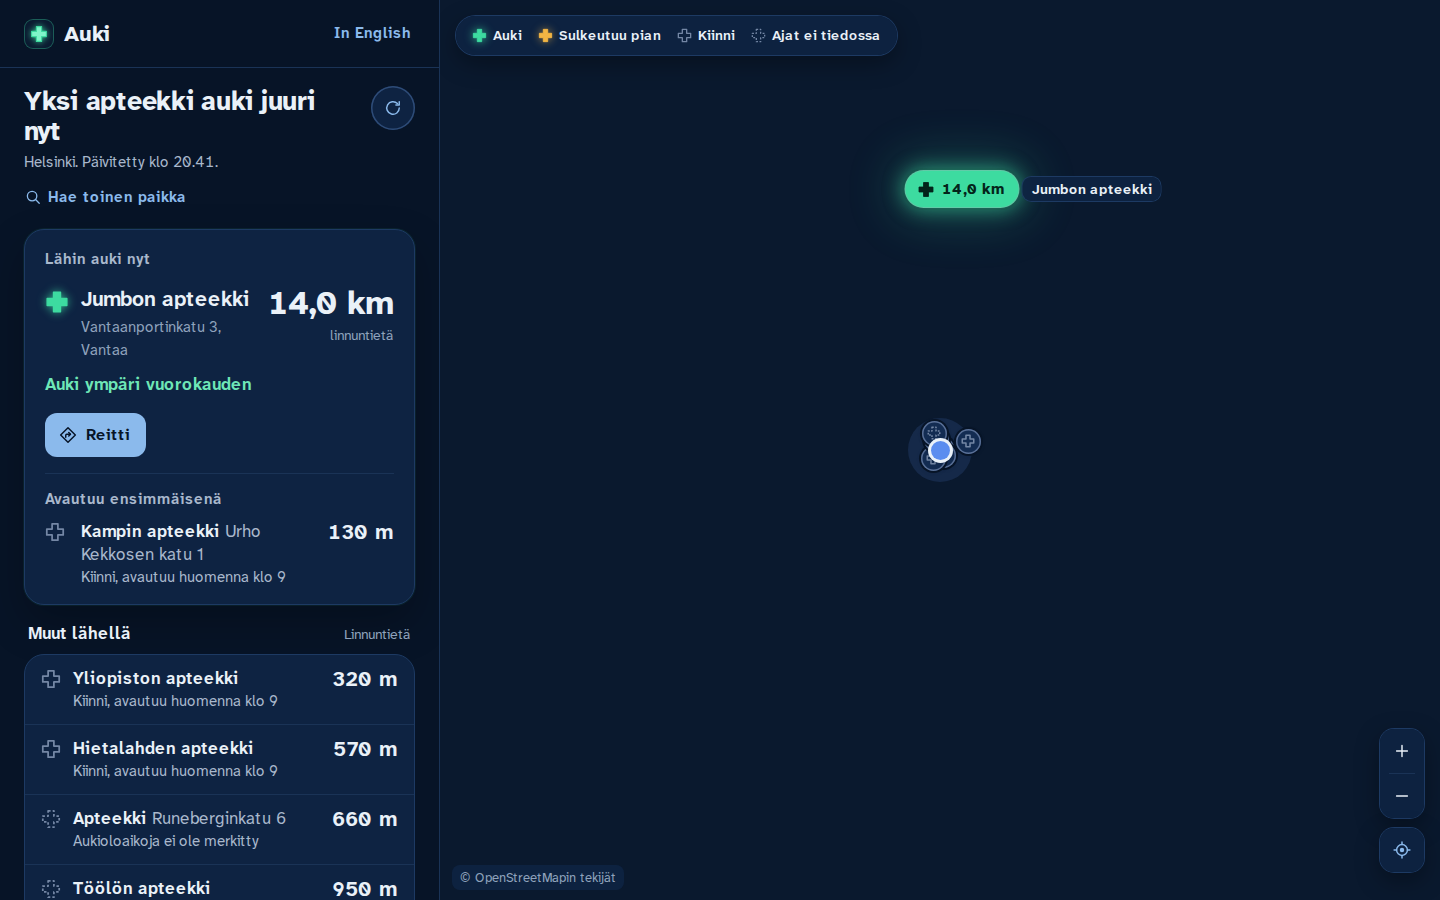 Auki
In English
Yksi apteekki auki juuri
nyt
Helsinki. Päivitetty klo 20.41.
Hae toinen paikka
Lähin auki nyt
Jumbon apteekki
14,0 km
Vantaanportinkatu 3,
Vantaa
linnuntietä
Auki ympäri vuorokauden
Reitti
Avautuu ensimmäisenä
Kampin apteekki Urho
Kekkosen katu 1
130 m
Kiinni, avautuu huomenna klo 9
Muut lähellä
Linnuntietä
Yliopiston apteekki
320 m
Kiinni, avautuu huomenna klo 9
Hietalahden apteekki
570 m
Kiinni, avautuu huomenna klo 9
Apteekki Runeberginkatu 6
660 m
Aukioloaikoja ei ole merkitty
Töölön apteekki
950 m
Auki
Sulkeutuu pian
Kiinni
Ajat ei tiedossa
14,0 km
Jumbon apteekki
+
−
© OpenStreetMapin tekijät